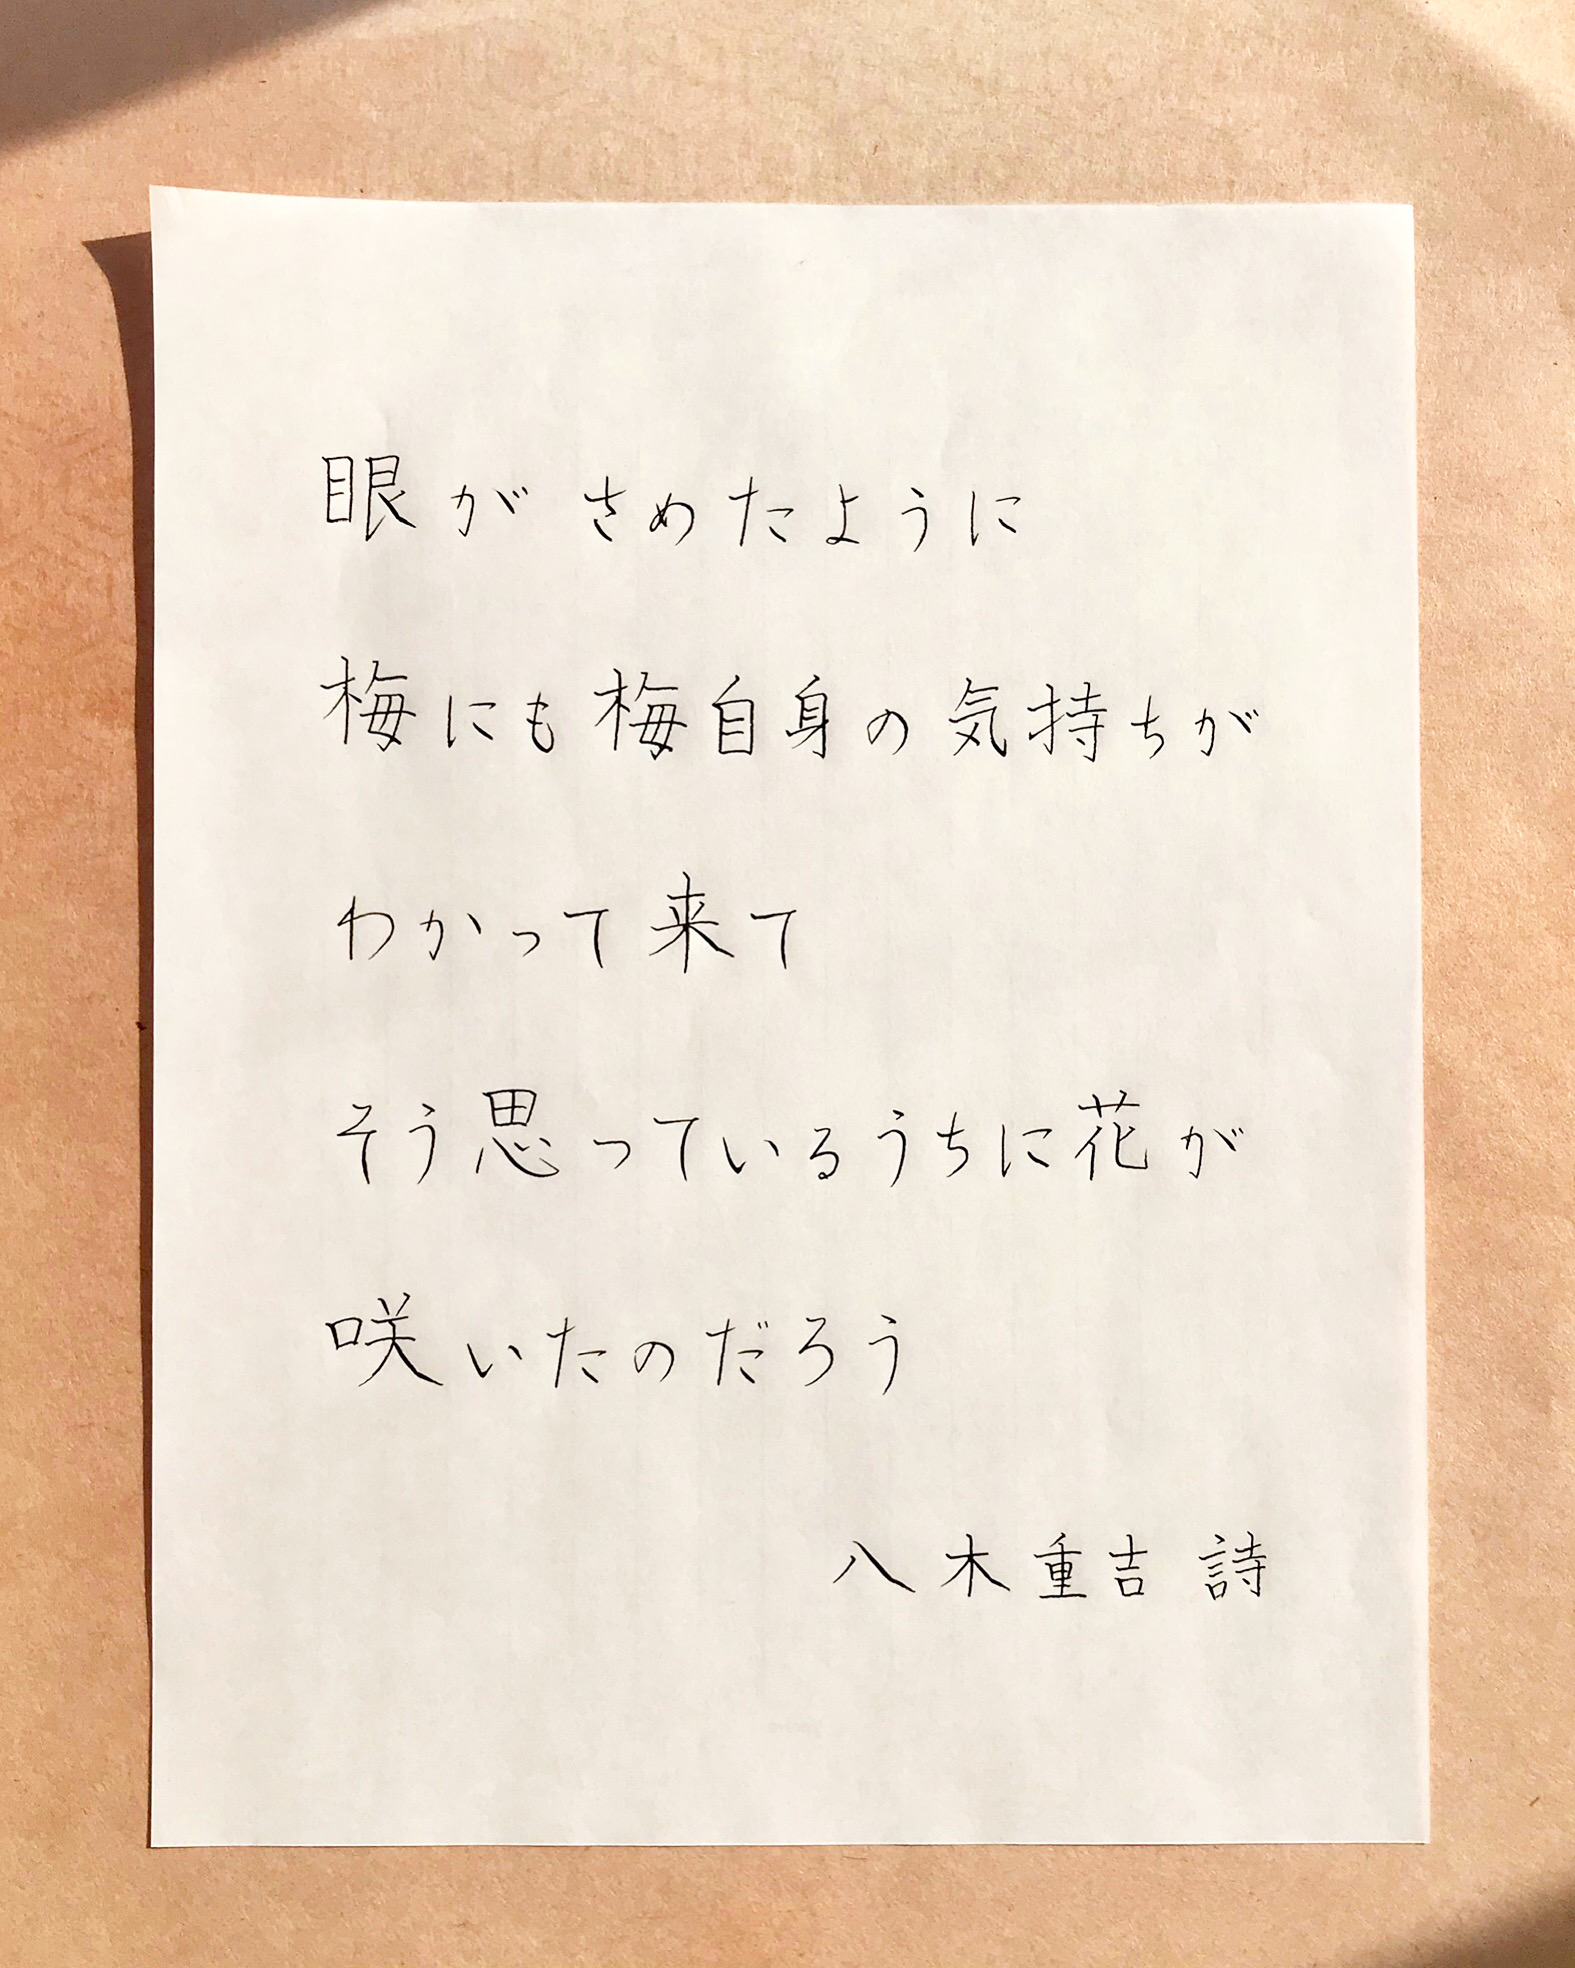 眼がさめたように
梅にも梅自身の気持ちが
わかって来て
そう思っているうちに花が
咲いたのだろう
八木重吉 詩